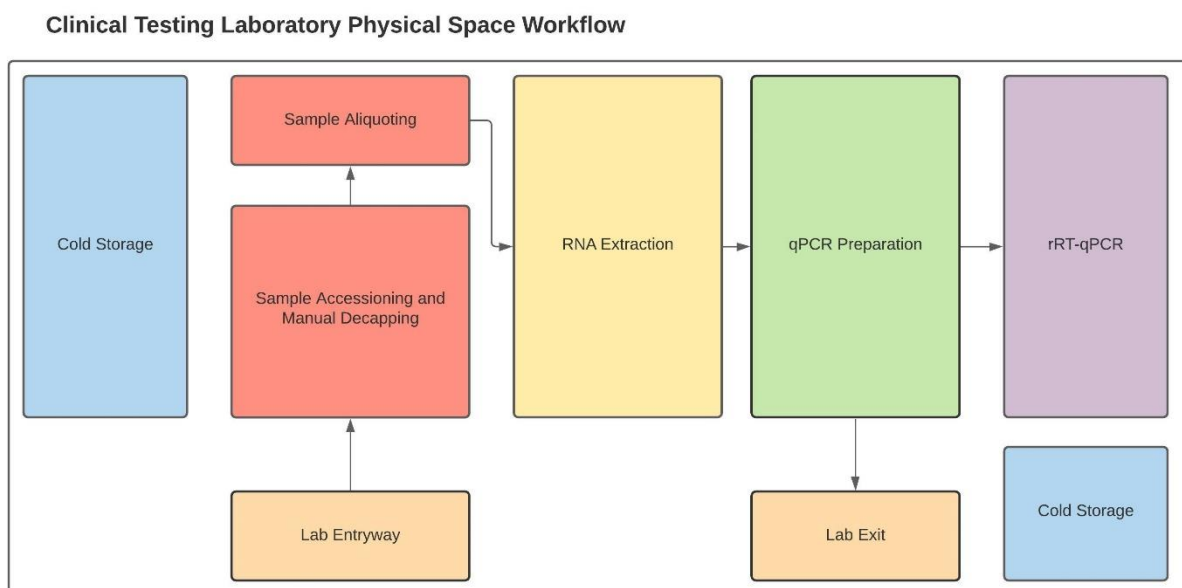 Clinical Testing Laboratory Physical Space Workflow
Cold Storage
Sample Aliquoting
Sample Accessioning and
Manual Decapping
RNA Extraction
qPCR Preparation
rRT-qPCR
Lab Entryway
Lab Exit
Cold Storage